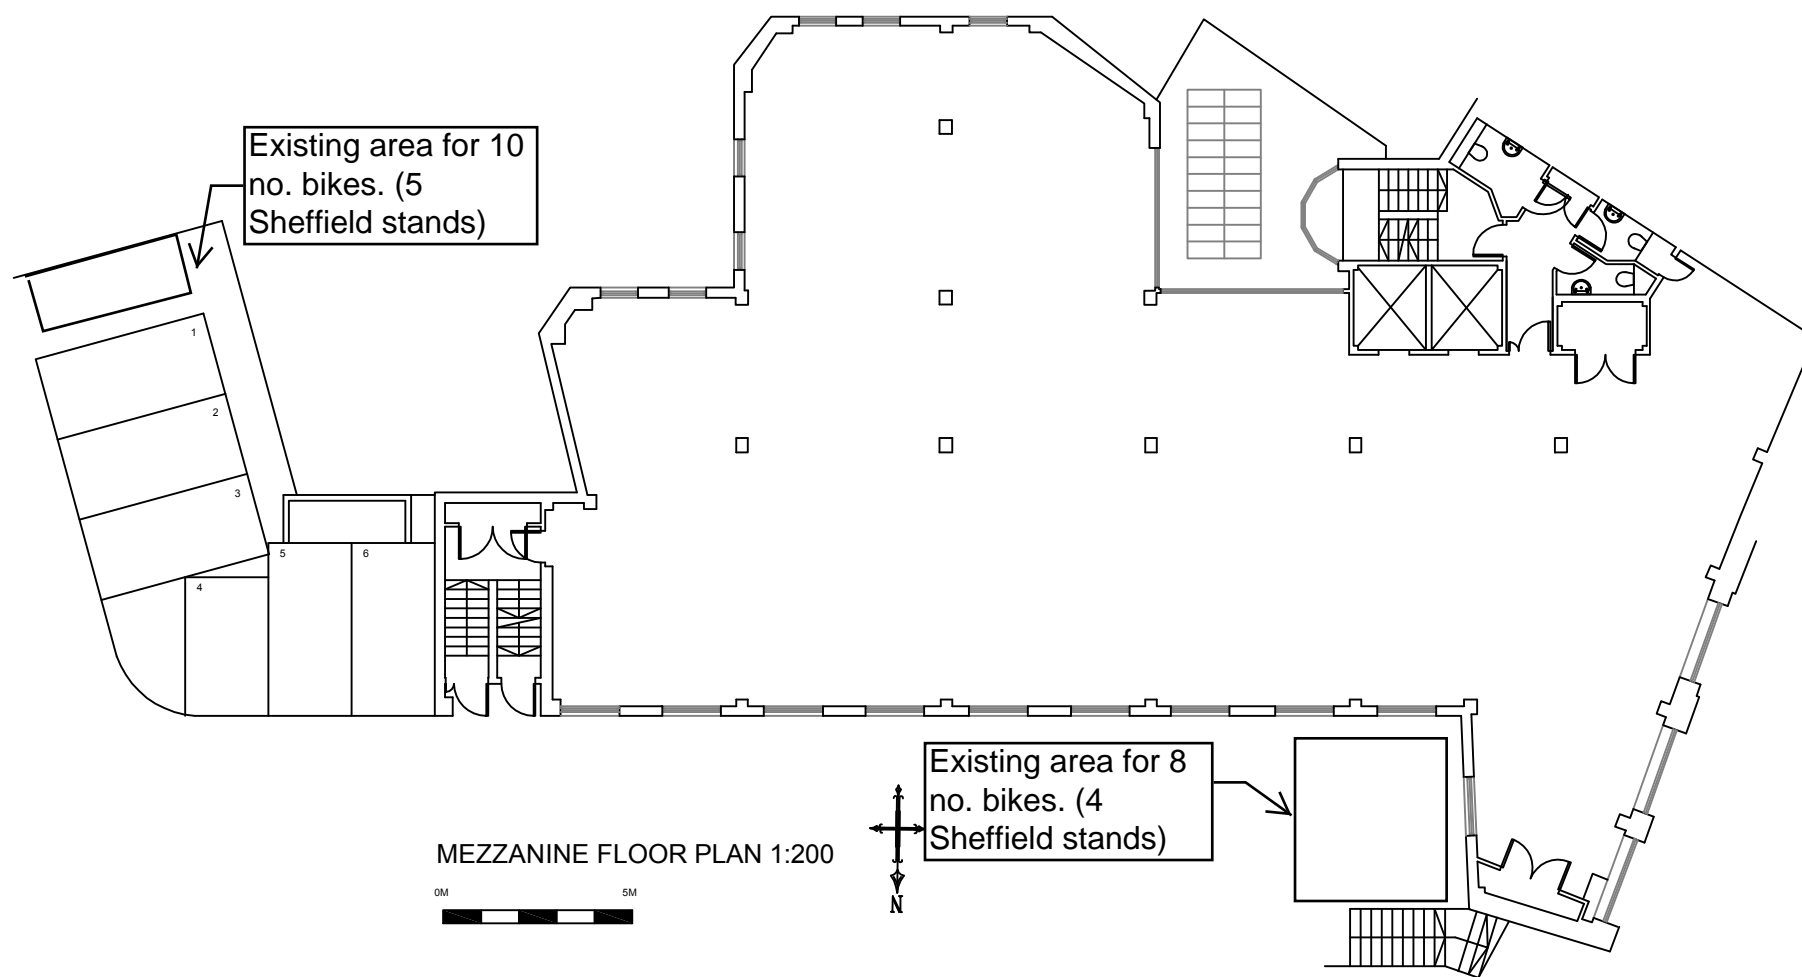 Existing area for 10
no. bikes. (5
Sheffield stands)
1
2
3
4
5
6
Existing area for 8
no. bikes. (4
Sheffield stands)
MEZZANINE FLOOR PLAN 1:200
0M 5M
N